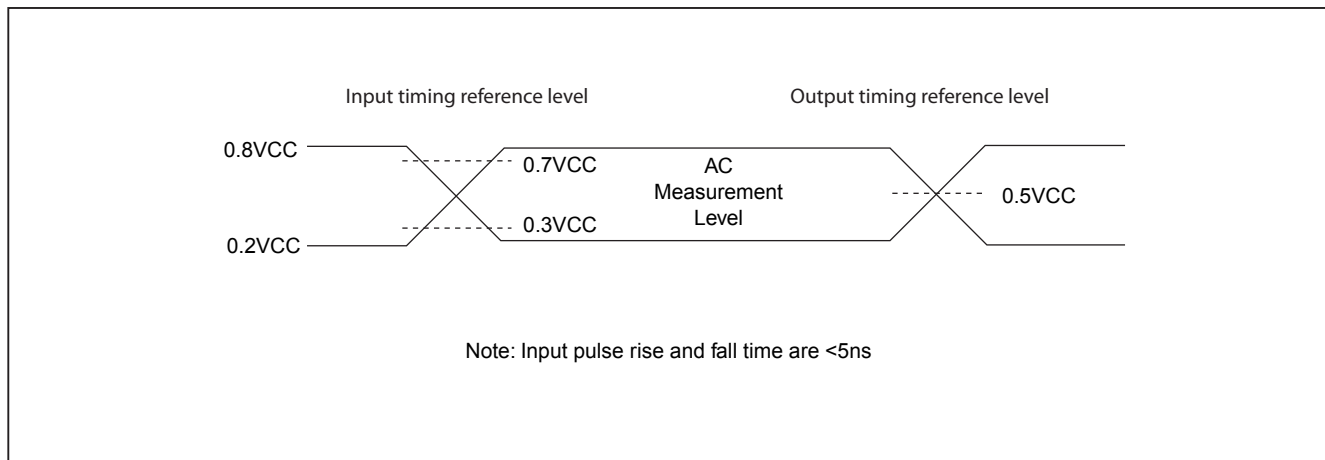 Input timing reference level
Output timing reference level
0.8VCC
0.7VCC
AC
Measurement
Level
0.5VCC
0.3VCC
0.2VCC
Note: Input pulse rise and fall time are <5ns